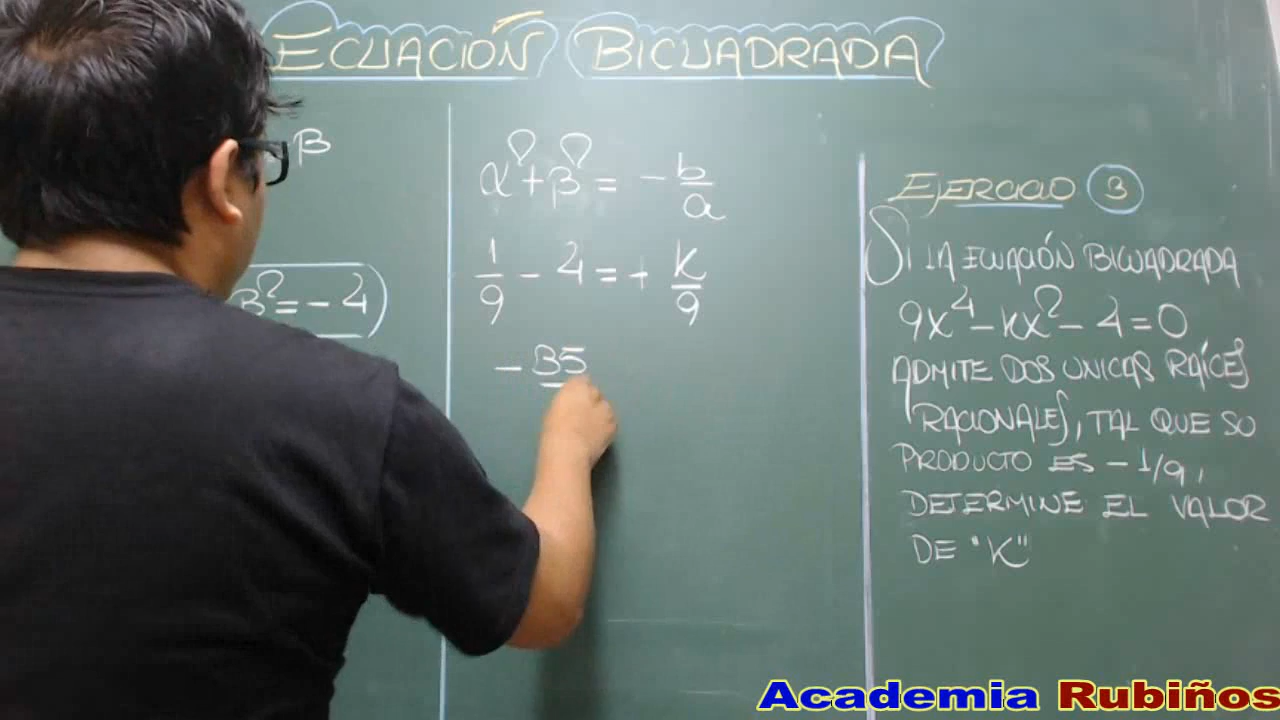 ECUACIÓN BICUADRADA
β
β² = -4
α² + β² = - b/a
1/9 - 4 = + K/9
-35
EJERCICIO 3
SI LA ECUACIÓN BICUADRADA
9x⁴ - kx² - 4 = 0
ADMITE DOS UNICAS RAÍCES
RACIONALES, TAL QUE SU
PRODUCTO ES -1/9,
DETERMINE EL VALOR
DE "K"
Academia Rubiños